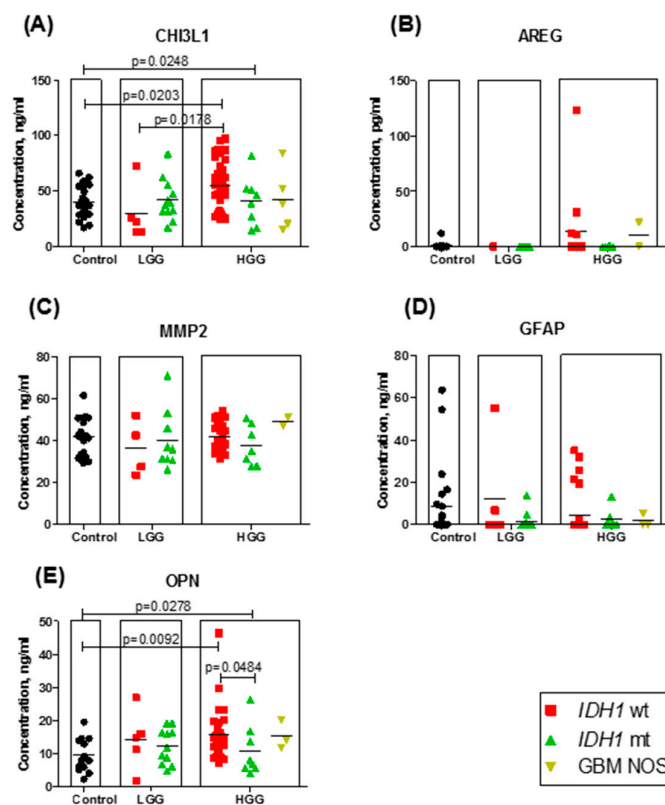 (A)
CHI3L1
Concentration, ng/ml
150
100
50
0
p=0.0248
p=0.0203
p=0.0178
Control
LGG
HGG
(B)
AREG
Concentration, pg/ml
150
100
50
0
Control
LGG
HGG
(C)
MMP2
Concentration, ng/ml
80
60
40
20
0
Control
LGG
HGG
(D)
GFAP
Concentration, ng/ml
80
60
40
20
0
Control
LGG
HGG
(E)
OPN
Concentration, ng/ml
50
40
30
20
10
0
p=0.0278
p=0.0092
p=0.0484
Control
LGG
HGG
IDH1 wt
IDH1 mt
GBM NOS